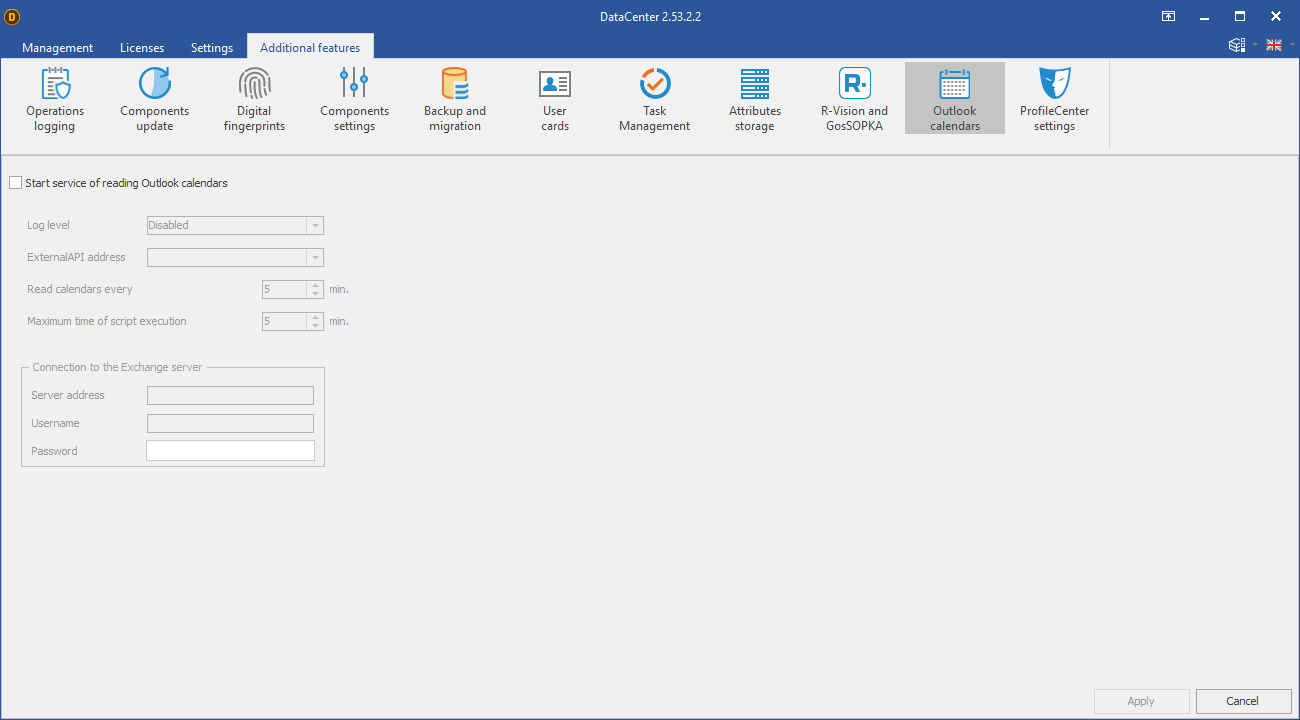 D
DataCenter 2.53.2.2
Management Licenses Settings Additional features
Operations logging
Components update
Digital fingerprints
Components settings
Backup and migration
User cards
Task Management
Attributes storage
R-Vision and GosSOPKA
Outlook calendars
ProfileCenter settings
Start service of reading Outlook calendars
Log level Disabled
ExternalAPI address
Read calendars every 5 min.
Maximum time of script execution 5 min.
Connection to the Exchange server
Server address
Username
Password
Apply Cancel